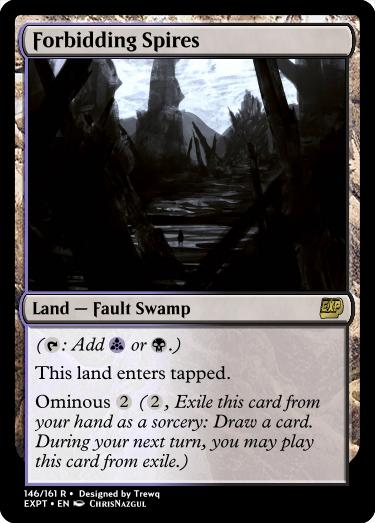 Forbidding Spires
Land — Fault Swamp
EXP
(: Add or .)
This land enters tapped.
Ominous 2 (2, Exile this card from
your hand as a sorcery: Draw a card.
During your next turn, you may play
this card from exile.)
146/161 R • Designed by Trewq
EXPT • EN ChrisNazgul